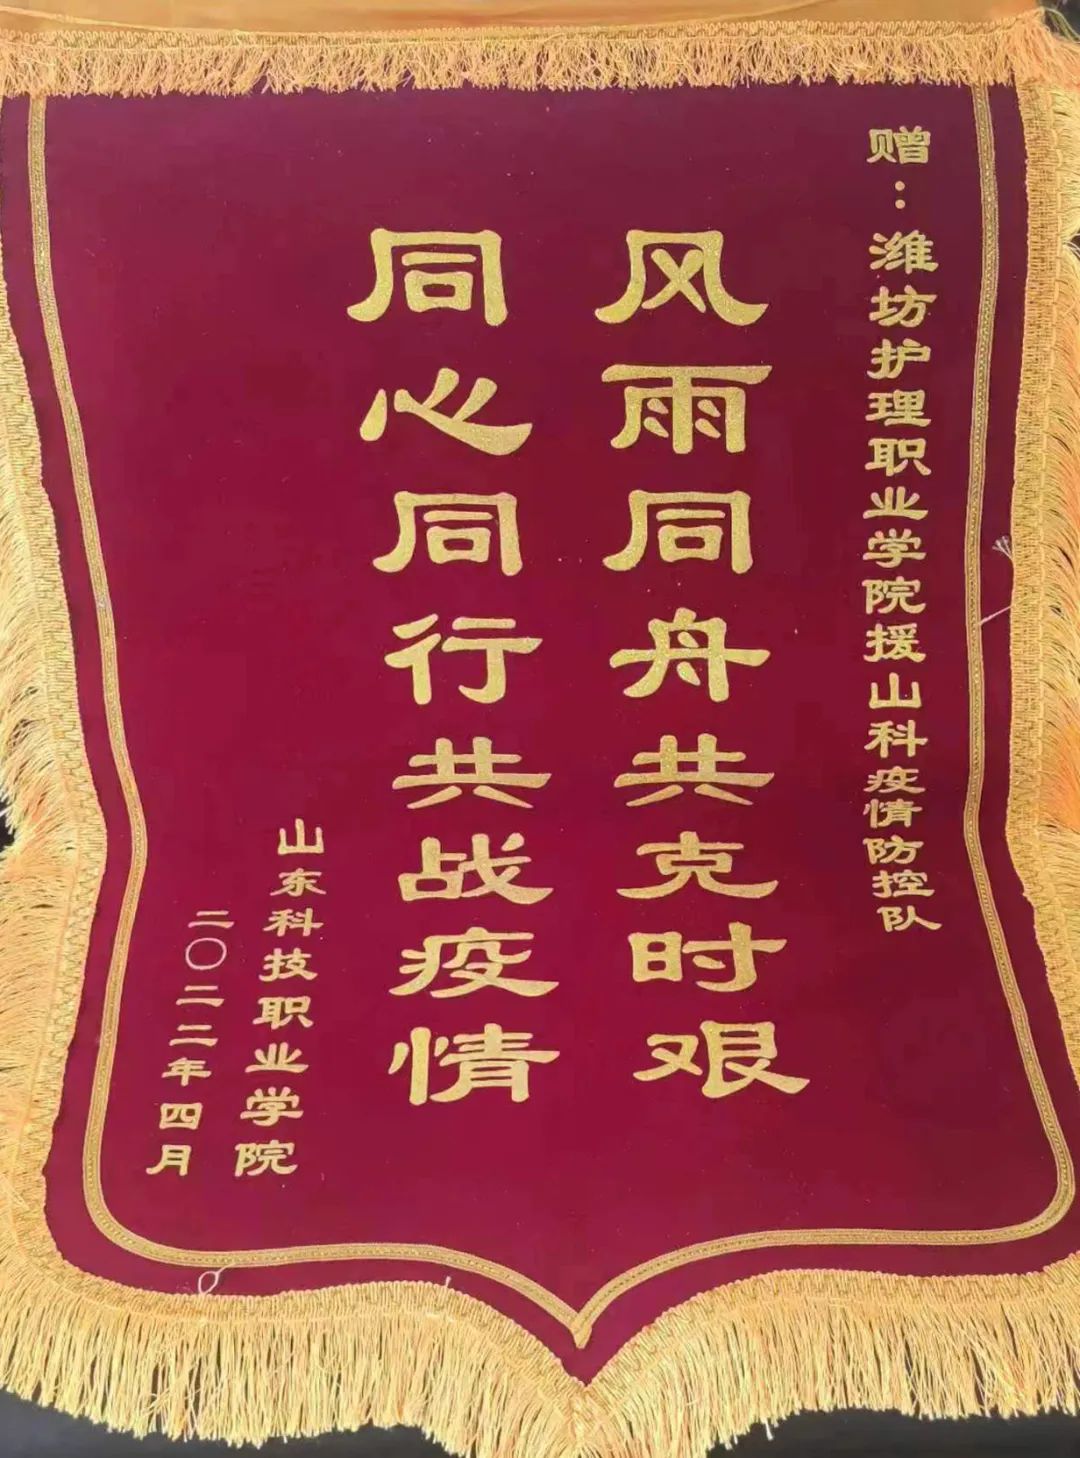 赠：潍坊护理职业学院援山科疫情防控队
风雨同舟共克时艰
同心同行共战疫情
山东科技职业学院
二〇二二年四月